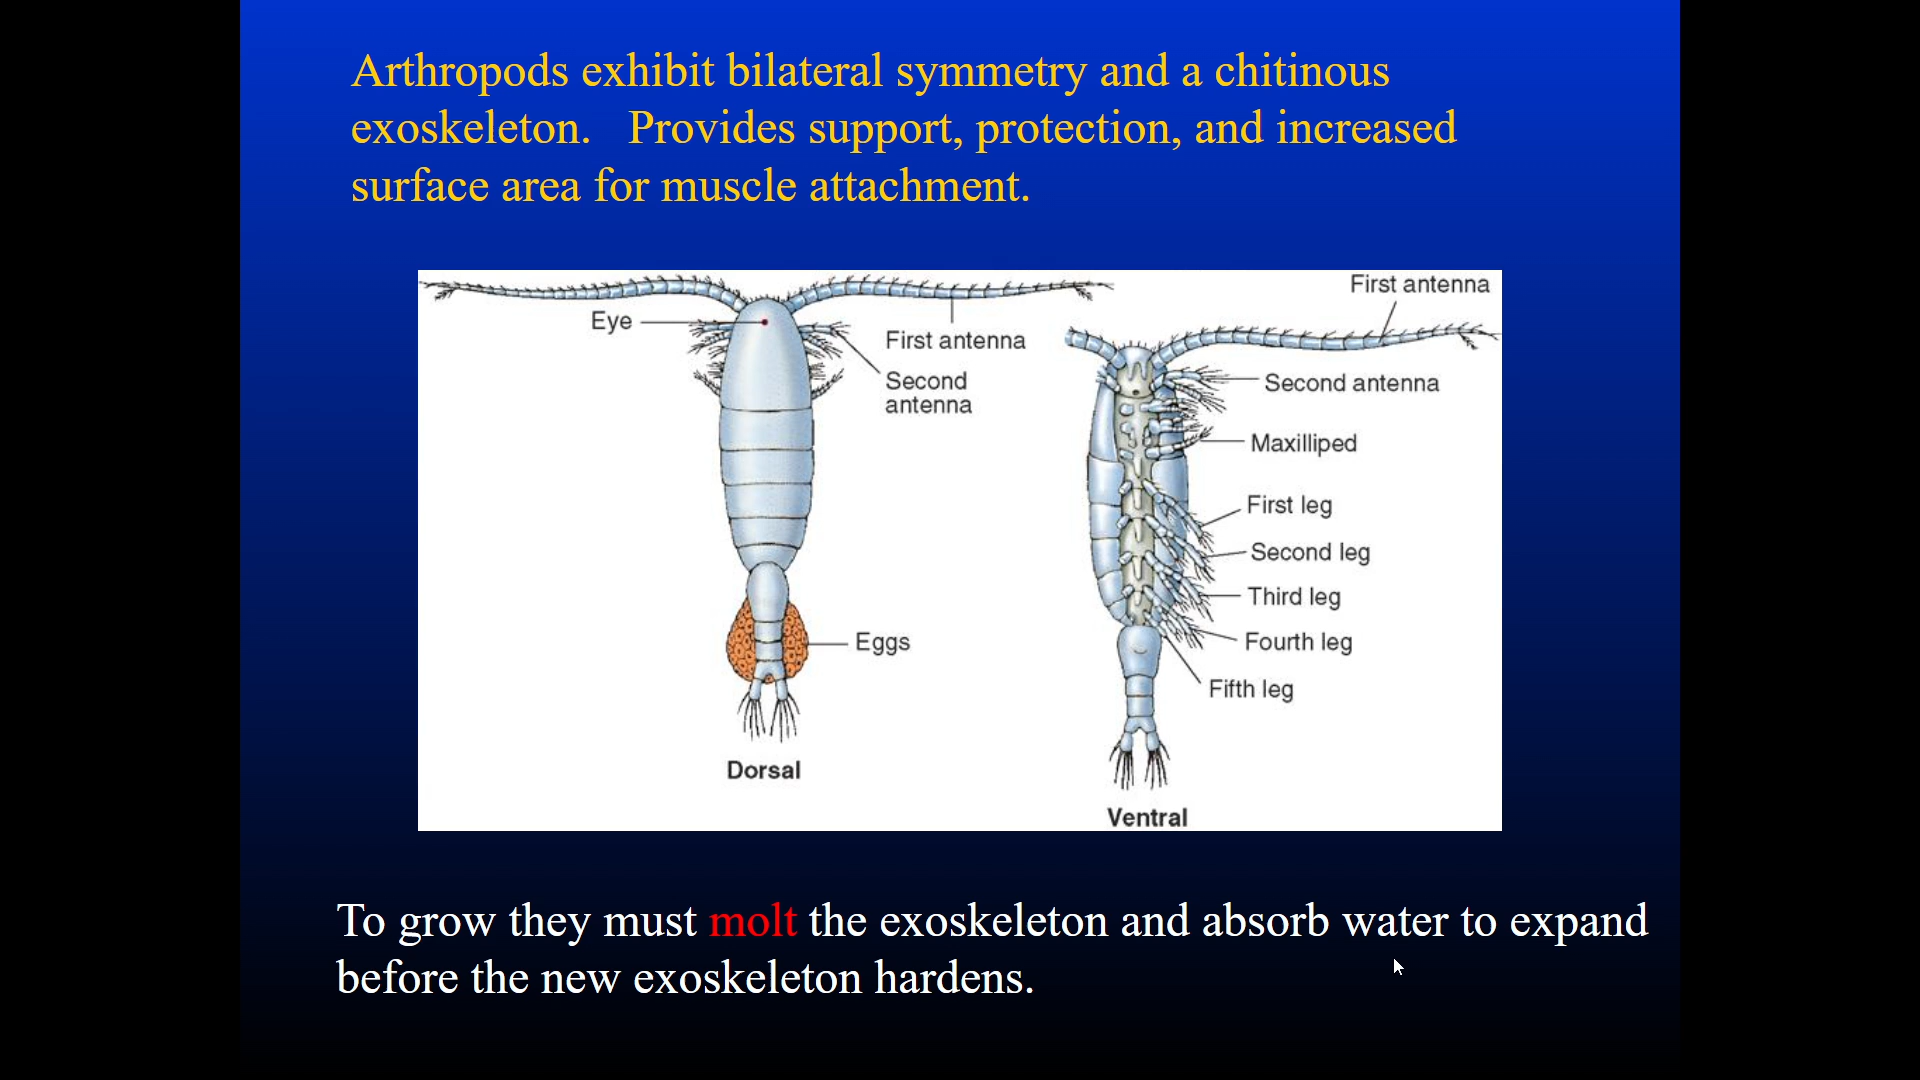 Arthropods exhibit bilateral symmetry and a chitinous
exoskeleton.   Provides support, protection, and increased
surface area for muscle attachment.
Eye
First antenna
Second
antenna
Eggs
Dorsal
First antenna
Second antenna
Maxilliped
First leg
Second leg
Third leg
Fourth leg
Fifth leg
Ventral
To grow they must molt the exoskeleton and absorb water to expand
before the new exoskeleton hardens.